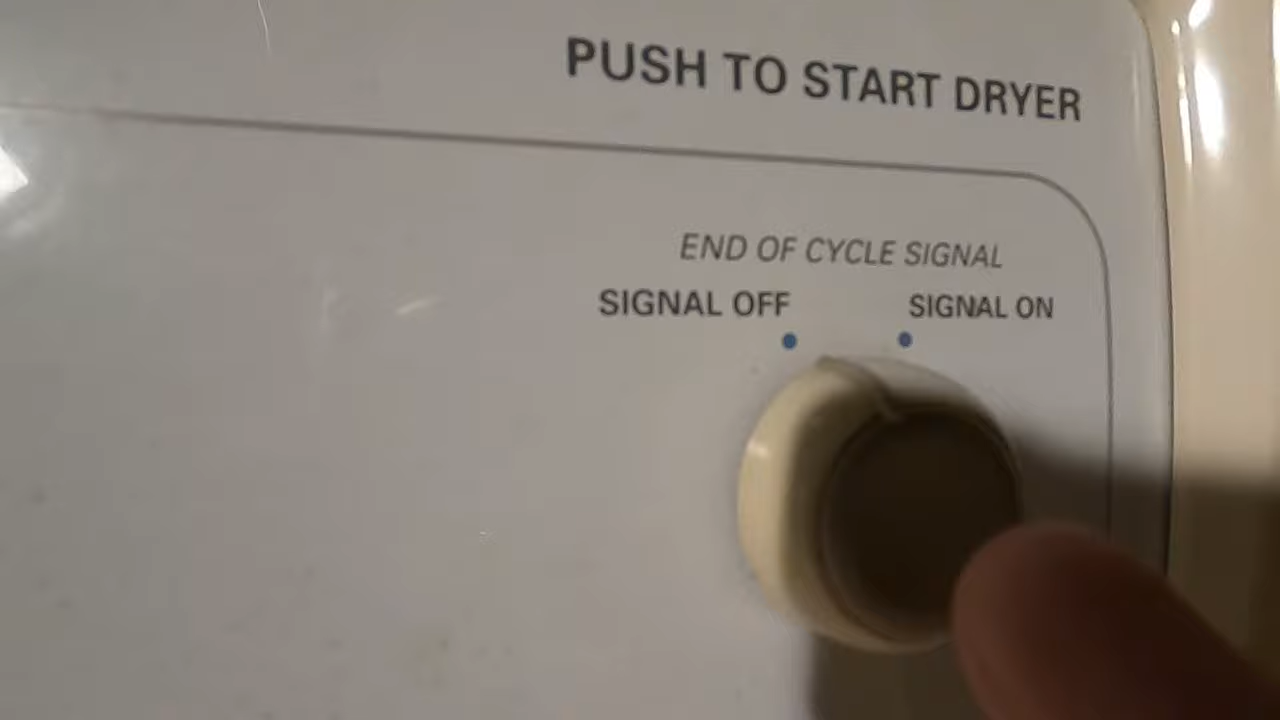 PUSH TO START DRYER
END OF CYCLE SIGNAL
SIGNAL OFF
SIGNAL ON